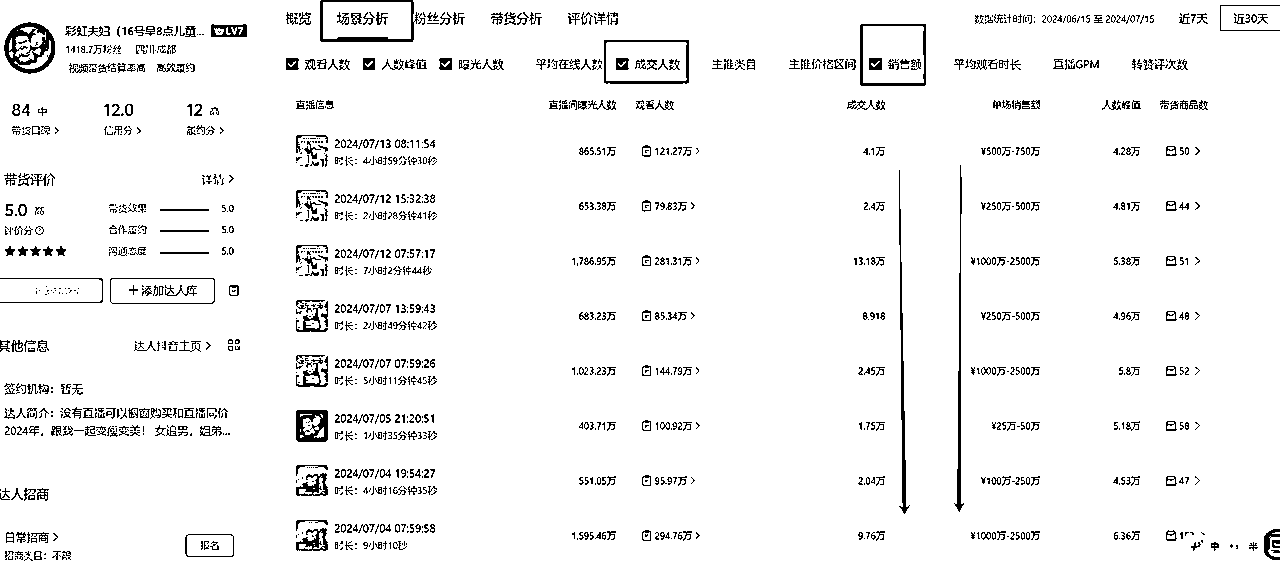 彩虹夫妇（16号早8点儿童... LV7
1418.7万粉丝 四川·成都
视频带货结算率高 高效履约
84 中 12.0 12 高
带货口碑 > 信用分 > 履约分 >
带货评价 详情 >
5.0 高 带货效果 5.0
评价分 合作履约 5.0
★★★★★ 沟通态度 5.0
+添加达人库
其他信息 达人抖音主页 >
签约机构：暂无
达人简介：没有直播可以橱窗购买和直播同价
2024年，跟我一起变瘦变美！ 女追男，姐弟...
达人招商
日常招商 > 报名
招商类目：不限
概览 场景分析 粉丝分析 带货分析 评价详情
数据统计时间：2024/06/15 至 2024/07/15 近7天 近30天
观看人数 人数峰值 曝光人数 平均在线人数 成交人数 主推类目 主推价格区间 销售额 平均观看时长 直播GPM 转赞评次数
直播信息 直播间曝光人数 观看人数 成交人数 单场销售额 人数峰值 带货商品数
2024/07/13 08:11:54
时长：4小时59分钟30秒 865.51万 121.27万 > 4.1万 ¥500万-750万 4.28万 50 >
2024/07/12 15:32:38
时长：2小时28分钟41秒 653.38万 79.83万 > 2.4万 ¥250万-500万 4.81万 44 >
2024/07/12 07:57:17
时长：7小时2分钟44秒 1,786.95万 281.31万 > 13.18万 ¥1000万-2500万 5.38万 51 >
2024/07/07 13:59:43
时长：2小时49分钟42秒 683.23万 85.34万 > 8,918 ¥250万-500万 4.96万 48 >
2024/07/07 07:59:26
时长：5小时11分钟45秒 1,023.23万 144.79万 > 2.45万 ¥1000万-2500万 5.8万 52 >
2024/07/05 21:20:51
时长：1小时35分钟33秒 403.71万 100.92万 > 1.75万 ¥25万-50万 5.18万 58 >
2024/07/04 19:54:27
时长：4小时16分钟35秒 551.05万 95.97万 > 2.04万 ¥100万-250万 4.53万 47 >
2024/07/04 07:59:58
时长：9小时10秒 1,595.46万 294.76万 > 9.76万 ¥1000万-2500万 6.36万
中 半